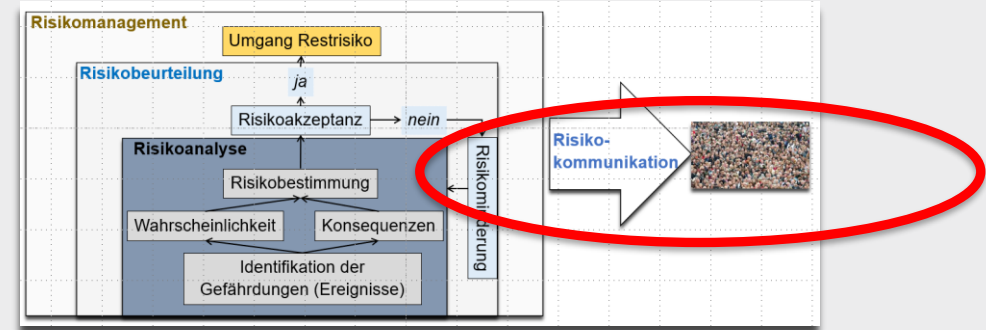 Risikomanagement
Umgang Restrisiko
Risikobeurteilung
ja
Risikoakzeptanz
nein
Risikoanalyse
Risikominderung
Risiko-
kommunikation
Risikobestimmung
Wahrscheinlichkeit
Konsequenzen
Identifikation der
Gefährdungen (Ereignisse)